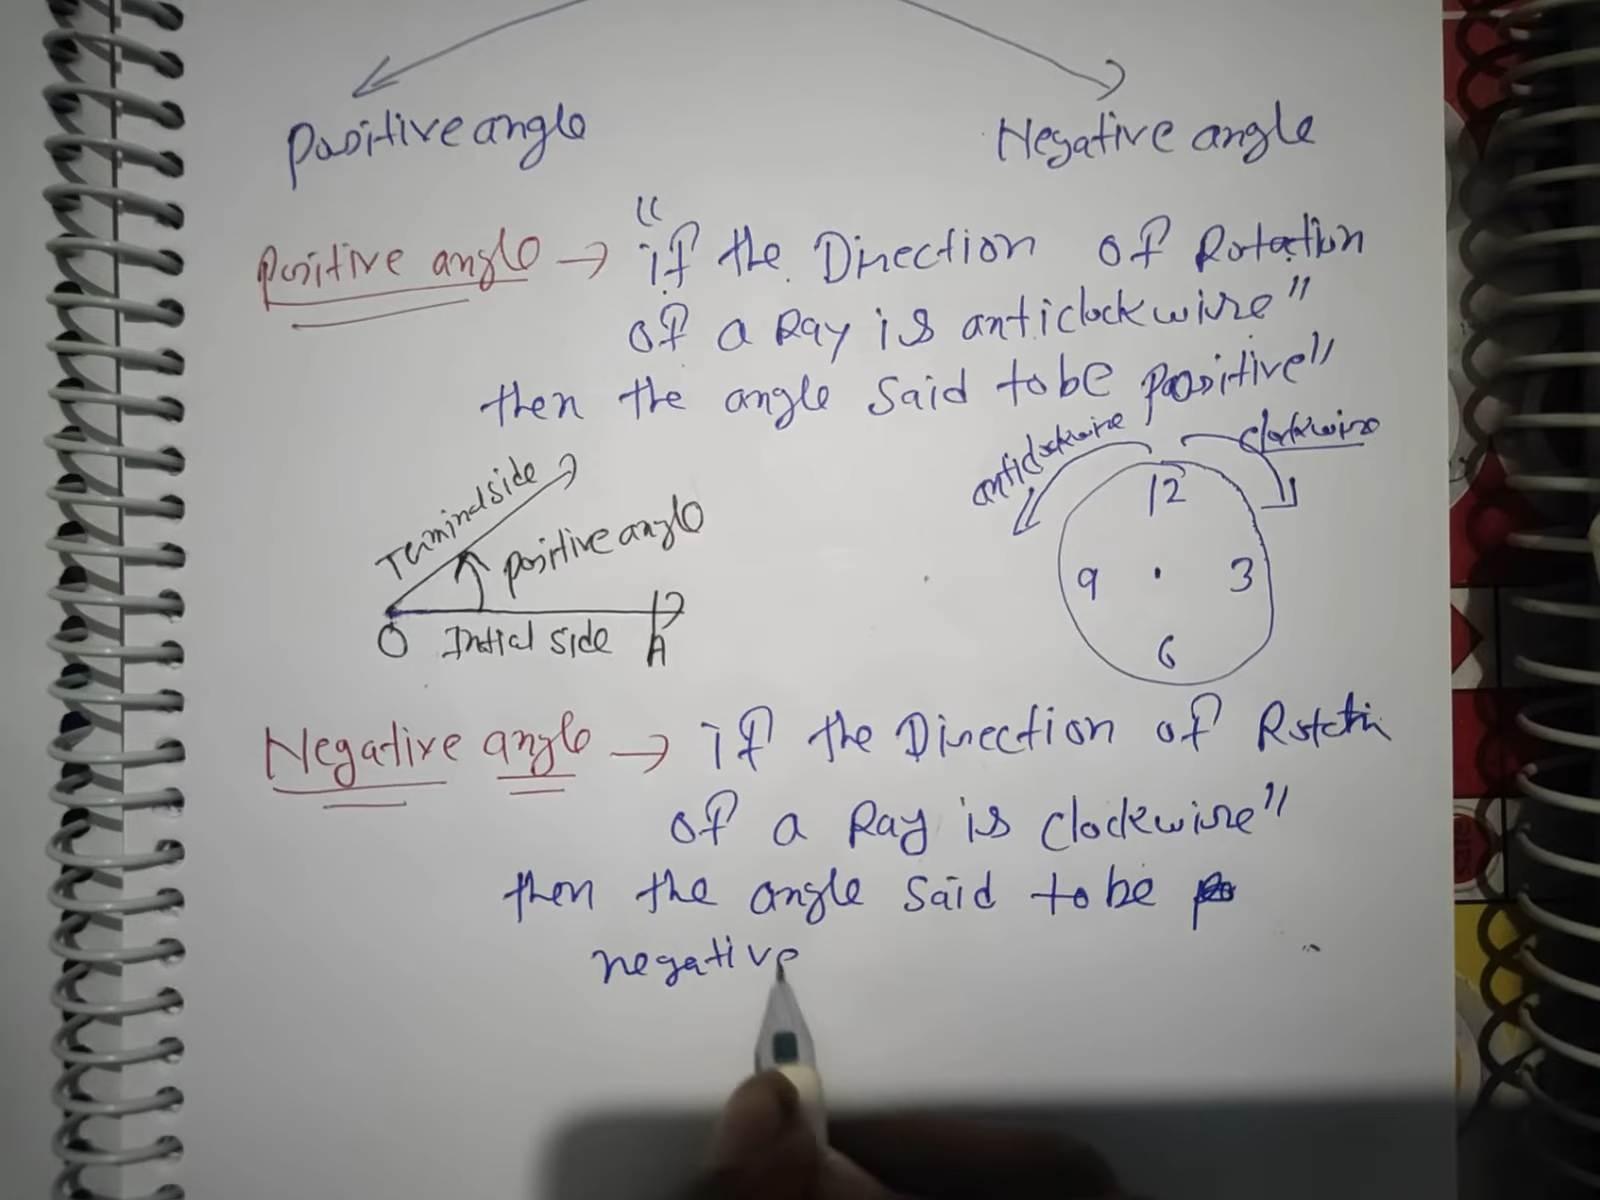 Positive angle
Negative angle
Positive angle → "if the Direction of Rotation
of a Ray is anticlockwise"
then the angle said to be positive"
anticlockwise
clockwise
Terminal side
positive angle
O Initial side A
12
9 3
6
Negative angle → if the Direction of Rotatin
of a Ray is clockwise"
then the angle said to be
negative